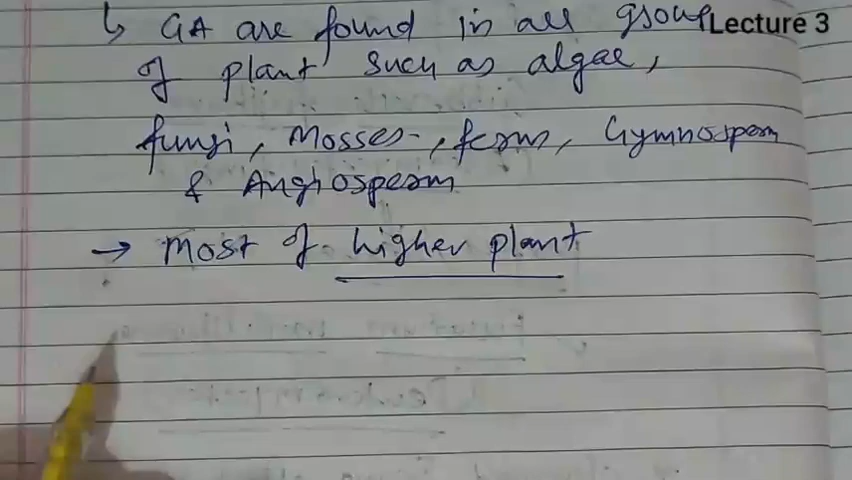 ↳ GA are found in all group
Lecture 3
of plant such as algae,
fungi, Mosses, ferns, Gymnosperm
& Angiosperm
→ Most of higher plant